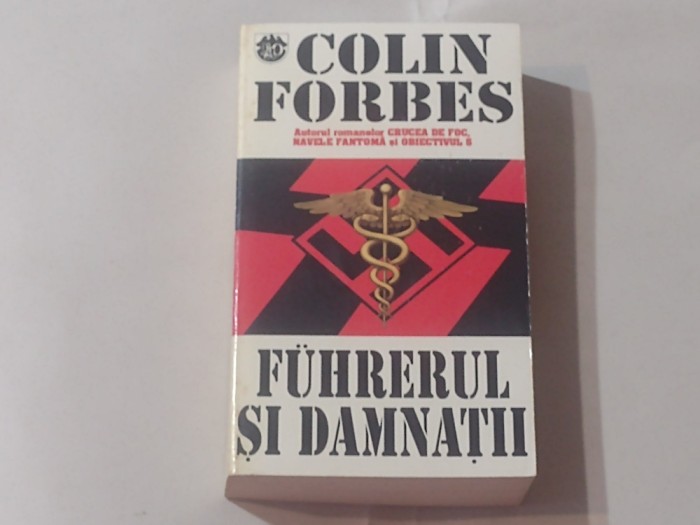 COLIN
FORBES
Autorul romanelor CRUCEA DE FOC,
NAVELE FANTOMĂ și OBIECTIVUL 5
FÜHRERUL
ȘI DAMNAȚII